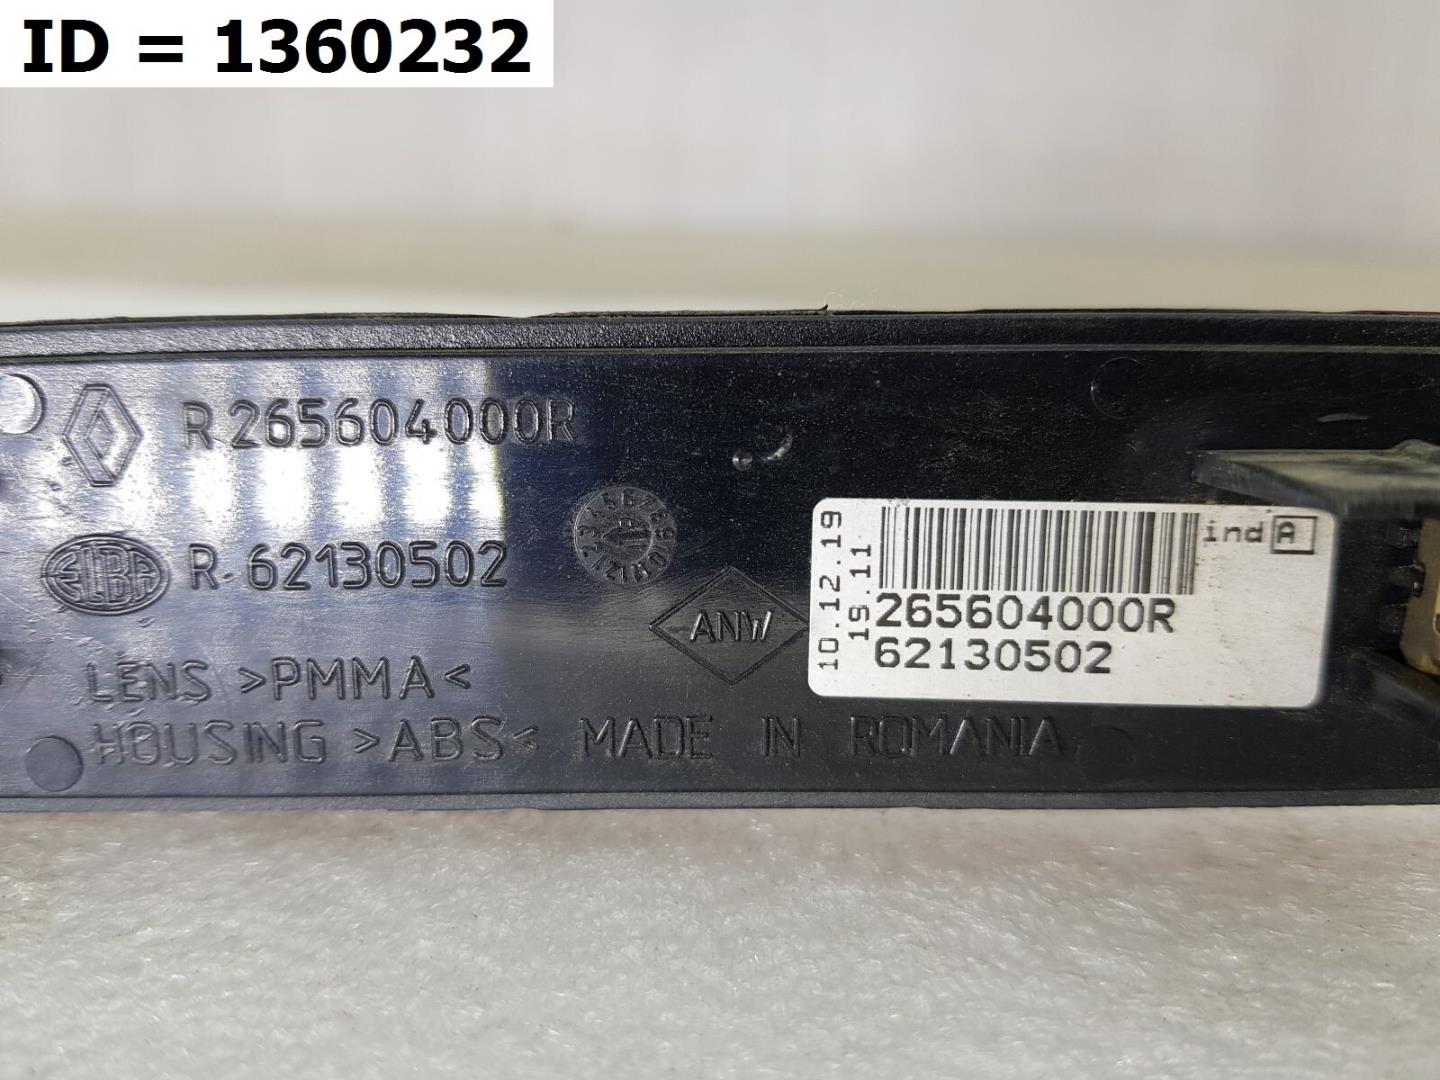 ID = 1360232
R 265604000R
ELBA R-62130502
ANW
LENS >PMMA<
HOUSING >ABS< MADE IN ROMANIA
10.12.19
19.11
ind A
265604000R
62130502